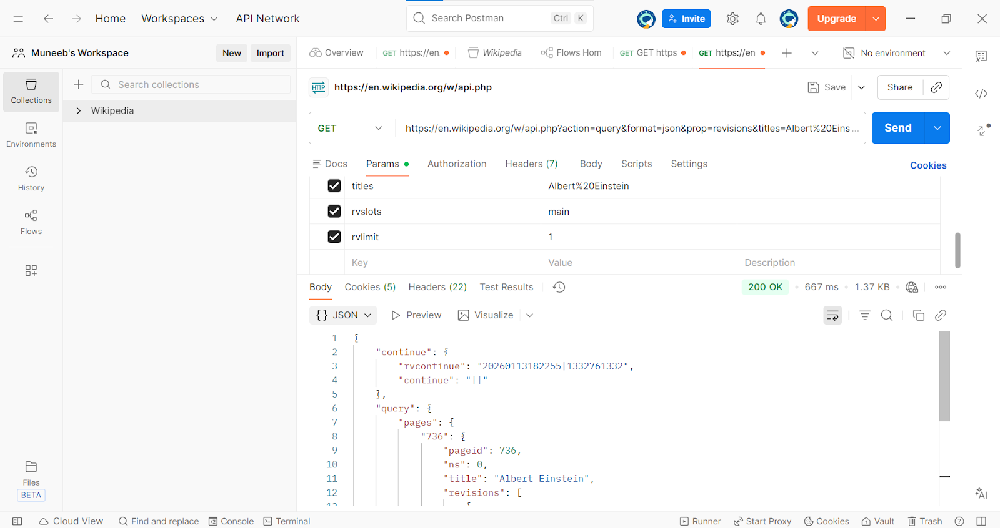 Home Workspaces API Network Search Postman Ctrl K Invite Upgrade
Muneeb's Workspace New Import
Overview GET https://en Wikipedia Flows Hom GET GET https GET https://en No environment
Collections
Search collections
Wikipedia
Environments
History
Flows
Files
BETA
HTTP https://en.wikipedia.org/w/api.php Save Share
GET https://en.wikipedia.org/w/api.php?action=query&format=json&prop=revisions&titles=Albert%20Eins ... Send
Docs Params Authorization Headers (7) Body Scripts Settings Cookies
titles Albert%20Einstein
rvslots main
rvlimit 1
Key Value Description
Body Cookies (5) Headers (22) Test Results 200 OK 667 ms 1.37 KB
{} JSON Preview Visualize
1 {
2 "continue": {
3 "rvcontinue": "20260113182255|1332761332",
4 "continue": "||"
5 },
6 "query": {
7 "pages": {
8 "736": {
9 "pageid": 736,
10 "ns": 0,
11 "title": "Albert Einstein",
12 "revisions": [
AI
Cloud View Find and replace Console Terminal Runner Start Proxy Cookies Vault Trash